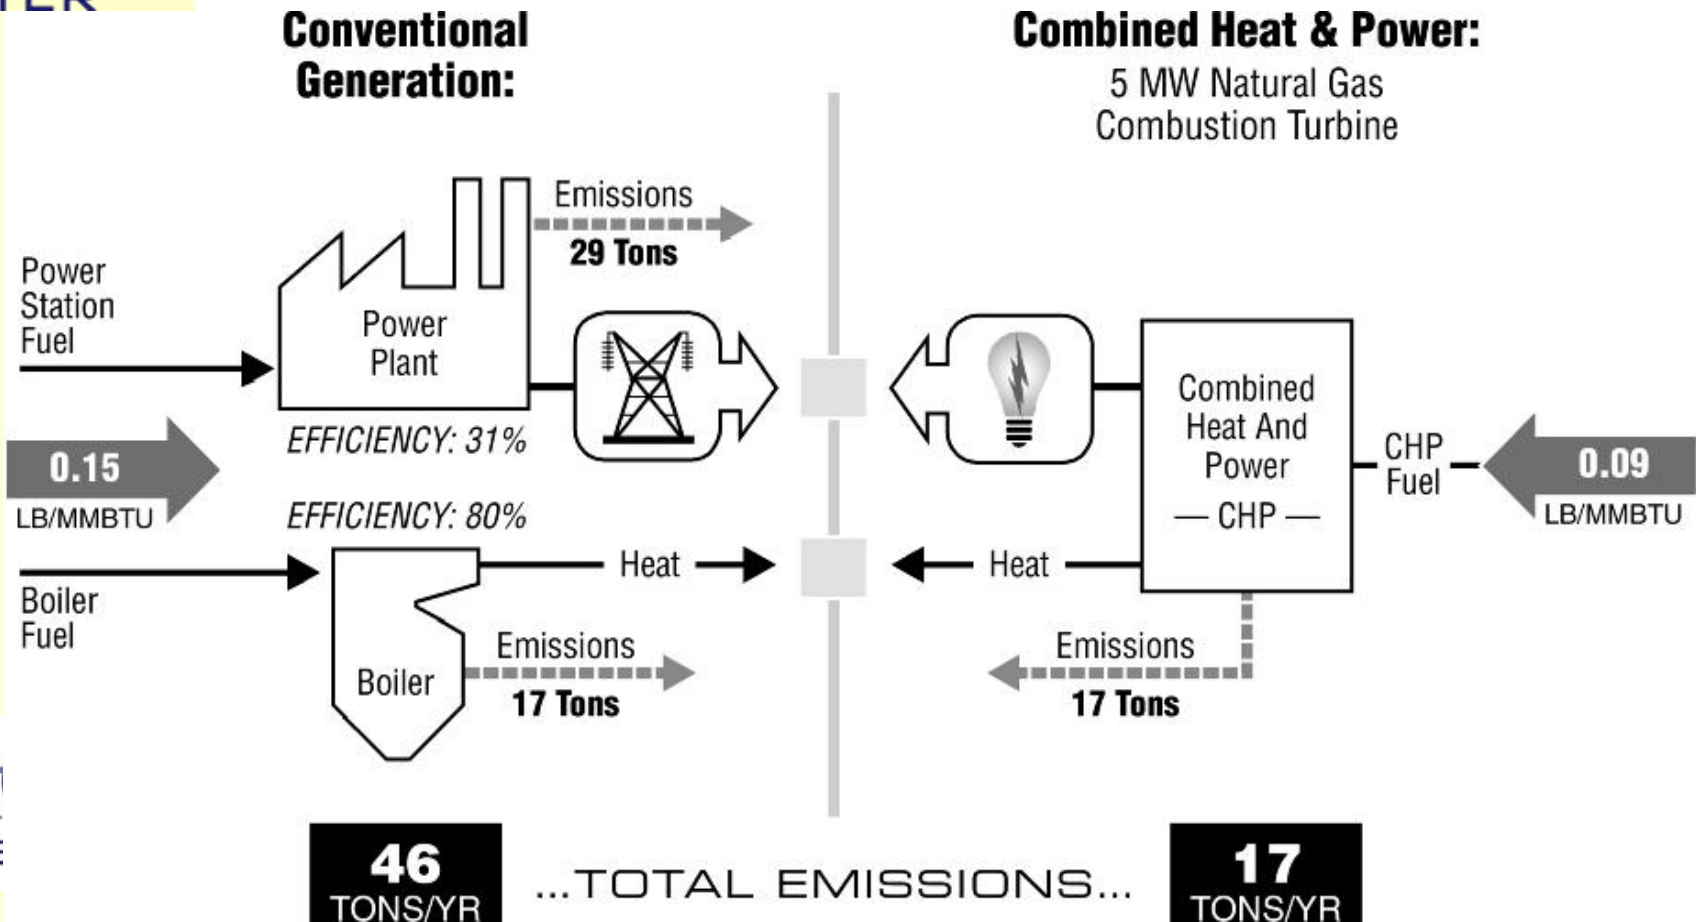 Conventional
Generation:
Emissions
29 Tons
Power
Station
Fuel
Power
Plant
EFFICIENCY: 31%
0.15
LB/MMBTU
EFFICIENCY: 80%
Heat
Boiler
Fuel
Boiler
Emissions
17 Tons
46
TONS/YR
...TOTAL EMISSIONS...
Combined Heat & Power:
5 MW Natural Gas
Combustion Turbine
Combined
Heat And
Power
— CHP —
CHP
Fuel
0.09
LB/MMBTU
Heat
Emissions
17 Tons
17
TONS/YR